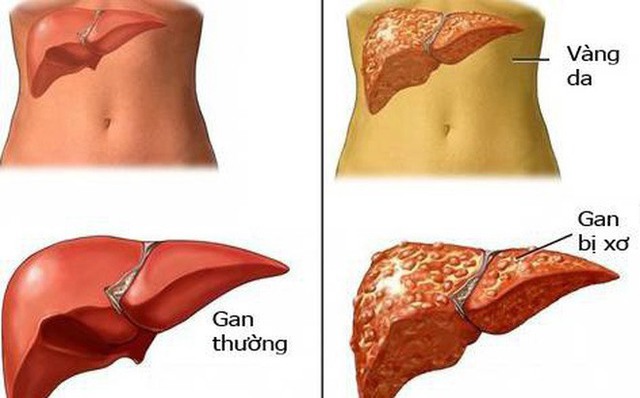 Vàng
da
Gan
bị xơ
Gan
thường